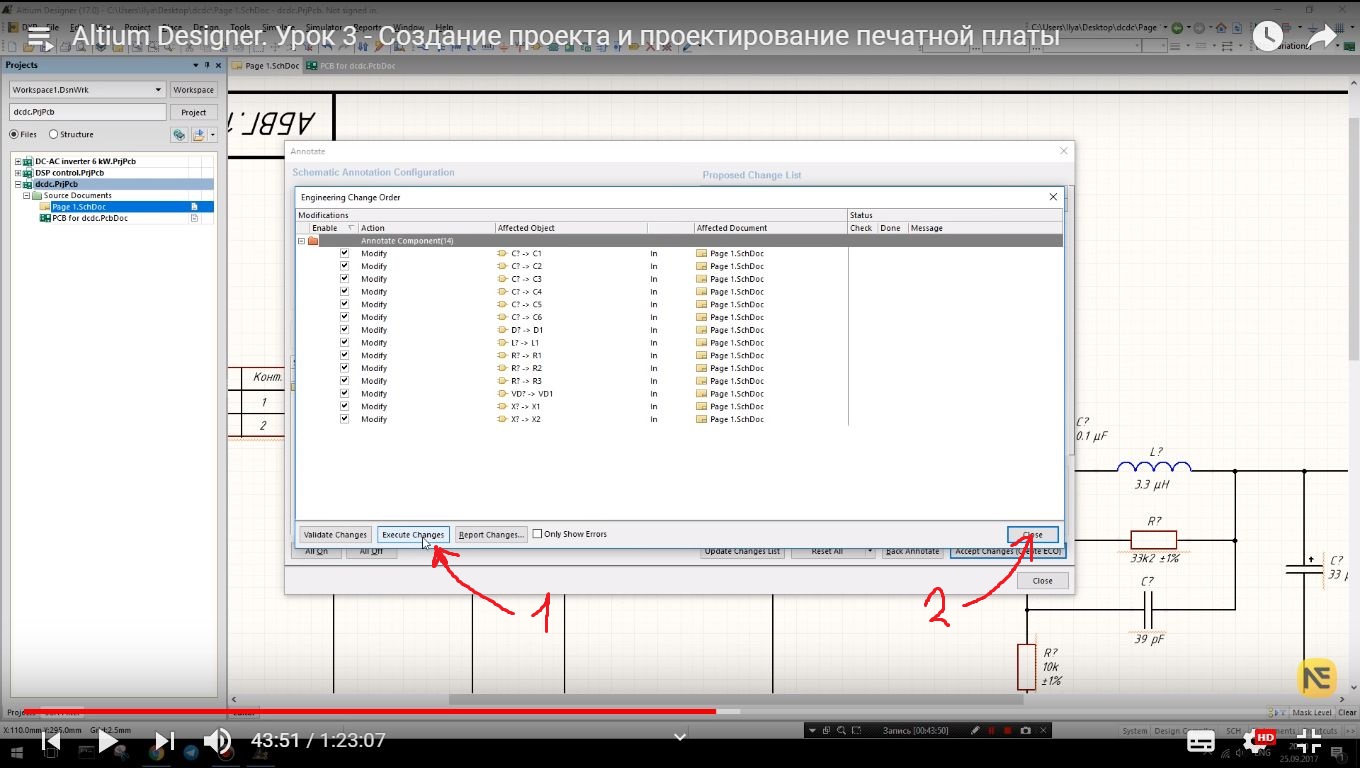 Altium Designer (17.0) - C:\Users\Ilya\Desktop\dcdc\Page 1.SchDoc - dcdc.PrjPcb. Not signed in.
Altium Designer. Урок 3 - Создание проекта и проектирование печатной платы
Projects
Page 1.SchDoc
PCB for dcdc.PcbDoc
Workspace1.DsnWrk
Workspace
dcdc.PrjPcb
Project
Files
Structure
DC-AC inverter 6 kW.PrjPcb
DSP control.PrjPcb
dcdc.PrjPcb
Source Documents
Page 1.SchDoc
PCB for dcdc.PcbDoc
АБВГ.
Конт.
1
2
Annotate
Schematic Annotation Configuration
Proposed Change List
Engineering Change Order
Modifications
Status
Enable
Action
Affected Object
Affected Document
Check
Done
Message
Annotate Component(14)
Modify C? -> C1 In Page 1.SchDoc
Modify C? -> C2 In Page 1.SchDoc
Modify C? -> C3 In Page 1.SchDoc
Modify C? -> C4 In Page 1.SchDoc
Modify C? -> C5 In Page 1.SchDoc
Modify C? -> C6 In Page 1.SchDoc
Modify D? -> D1 In Page 1.SchDoc
Modify L? -> L1 In Page 1.SchDoc
Modify R? -> R1 In Page 1.SchDoc
Modify R? -> R2 In Page 1.SchDoc
Modify R? -> R3 In Page 1.SchDoc
Modify VD? -> VD1 In Page 1.SchDoc
Modify X? -> X1 In Page 1.SchDoc
Modify X? -> X2 In Page 1.SchDoc
Validate Changes
Execute Changes
Report Changes...
Only Show Errors
Close
All On
All Off
Update Changes List
Reset All
Back Annotate
Accept Changes (Create ECO)
Close
1
2
C?
0.1 µF
L?
3.3 µH
R?
33k2 ±1%
C?
39 pF
C?
33
R?
10k
±1%
NE
Mask Level
Clear
X:110.0mm Y:295.0mm
Запись [00:43:50]
System
SCH
43:51 / 1:23:07
HD
ENG
25.09.2017